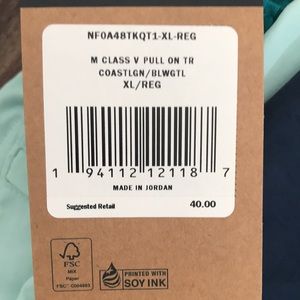 NF0A48TKQT1-XL-REG
M CLASS V PULL ON TR
COASTLGN/BLWGTL
XL/REG
1 94112 12118 7
MADE IN JORDAN
Suggested Retail 40.00
FSC
MIX
Paper
PRINTED WITH
SOY INK